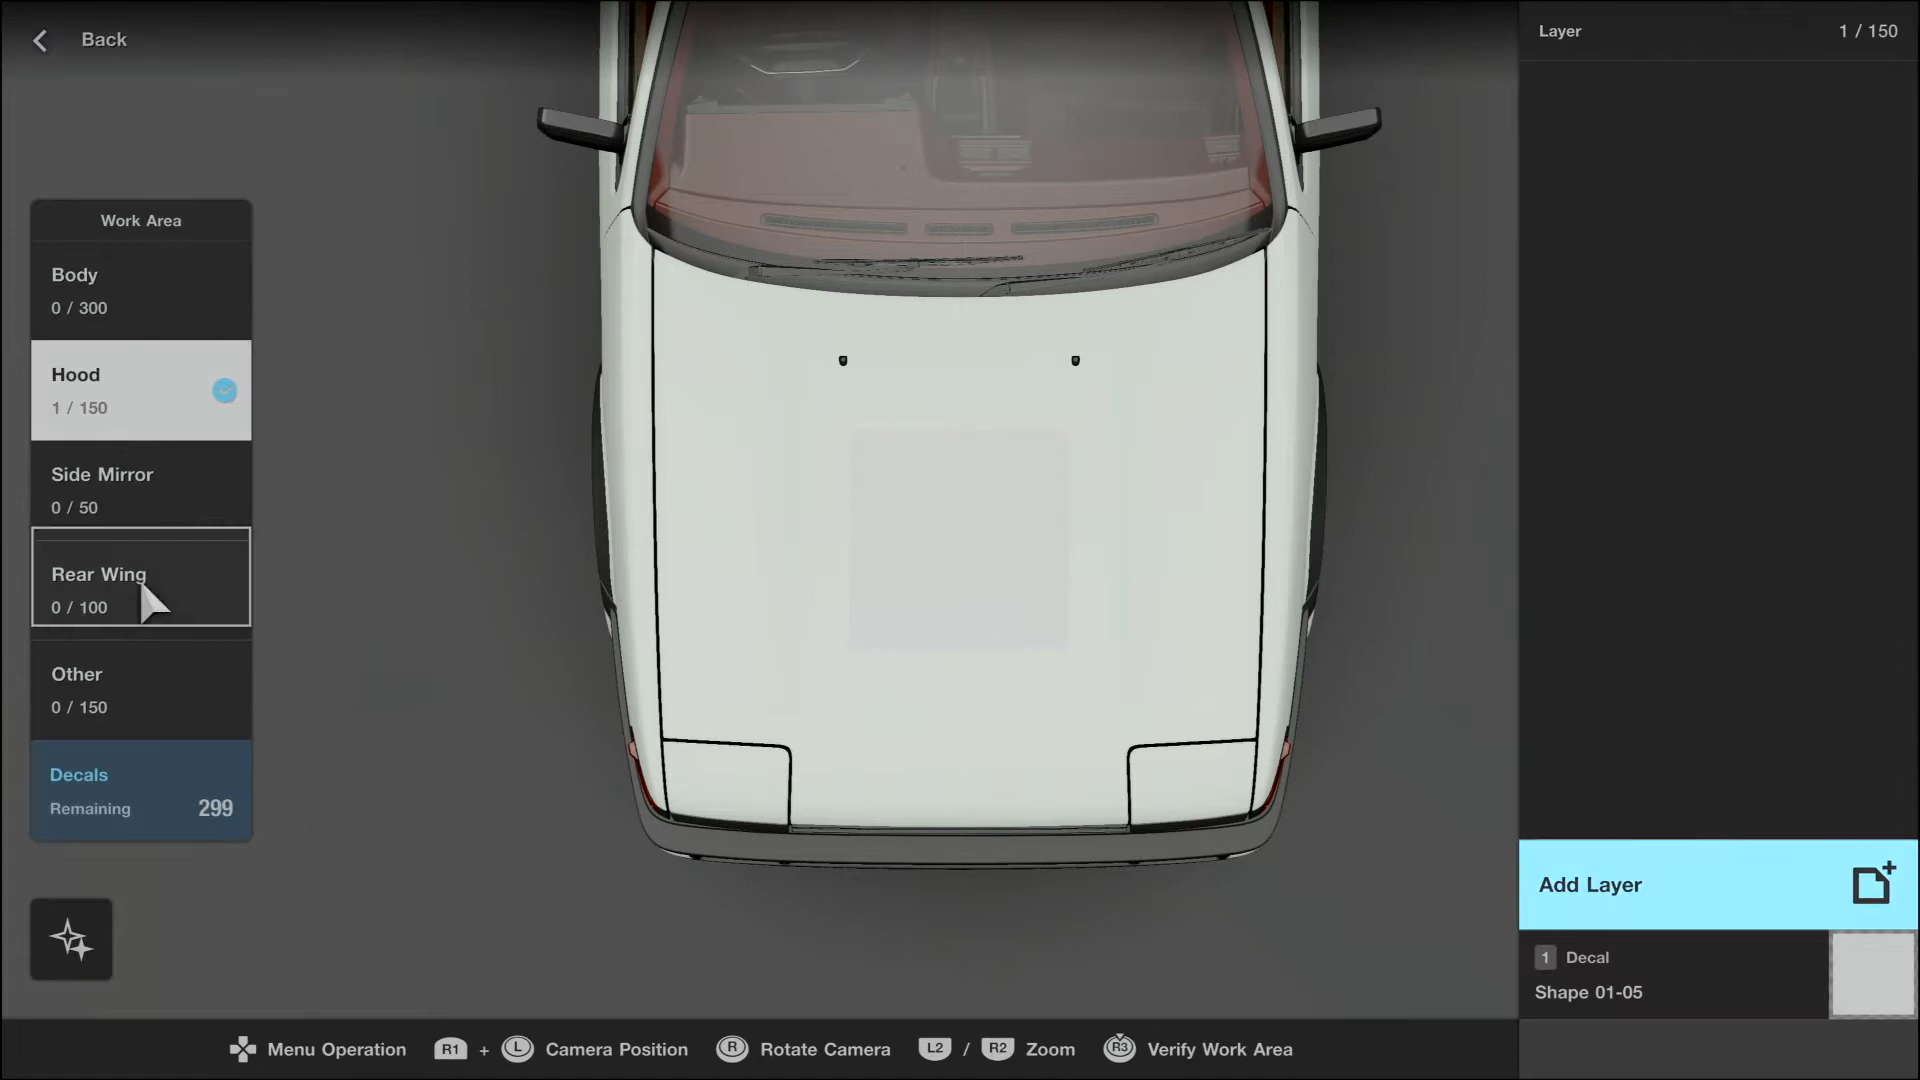 Back
Layer
1 / 150
Work Area
Body
0 / 300
Hood
1 / 150
Side Mirror
0 / 50
Rear Wing
0 / 100
Other
0 / 150
Decals
Remaining 299
Add Layer
1 Decal
Shape 01-05
Menu Operation R1 + L Camera Position R Rotate Camera L2 / R2 Zoom R3 Verify Work Area